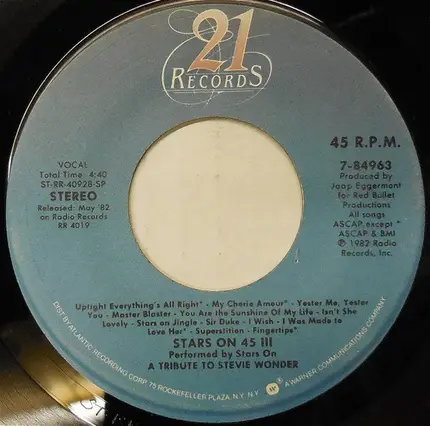 21
RECORDS
VOCAL
Total Time: 4:40
ST-RR-40928-SP
STEREO
Released: May '82
on Radio Records
RR 4019
45 R.P.M.
7-84963
Produced by
Jaap Eggermont
for Red Bullet
Productions
All songs
ASCAP, except *
ASCAP & BMI
℗ 1982 Radio
Records, Inc.
Uptight Everything's All Right* - My Cherie Amour* - Yester Me, Yester
You - Master Blaster - You Are the Sunshine Of My Life - Isn't She
Lovely - Stars on Jingle - Sir Duke - I Wish - I Was Made to
Love Her* - Superstition - Fingertips*
STARS ON 45 III
Performed by Stars On
A TRIBUTE TO STEVIE WONDER
DIST. BY ATLANTIC RECORDING CORP. 75 ROCKEFELLER PLAZA, N.Y. N.Y. A WARNER COMMUNICATIONS COMPANY